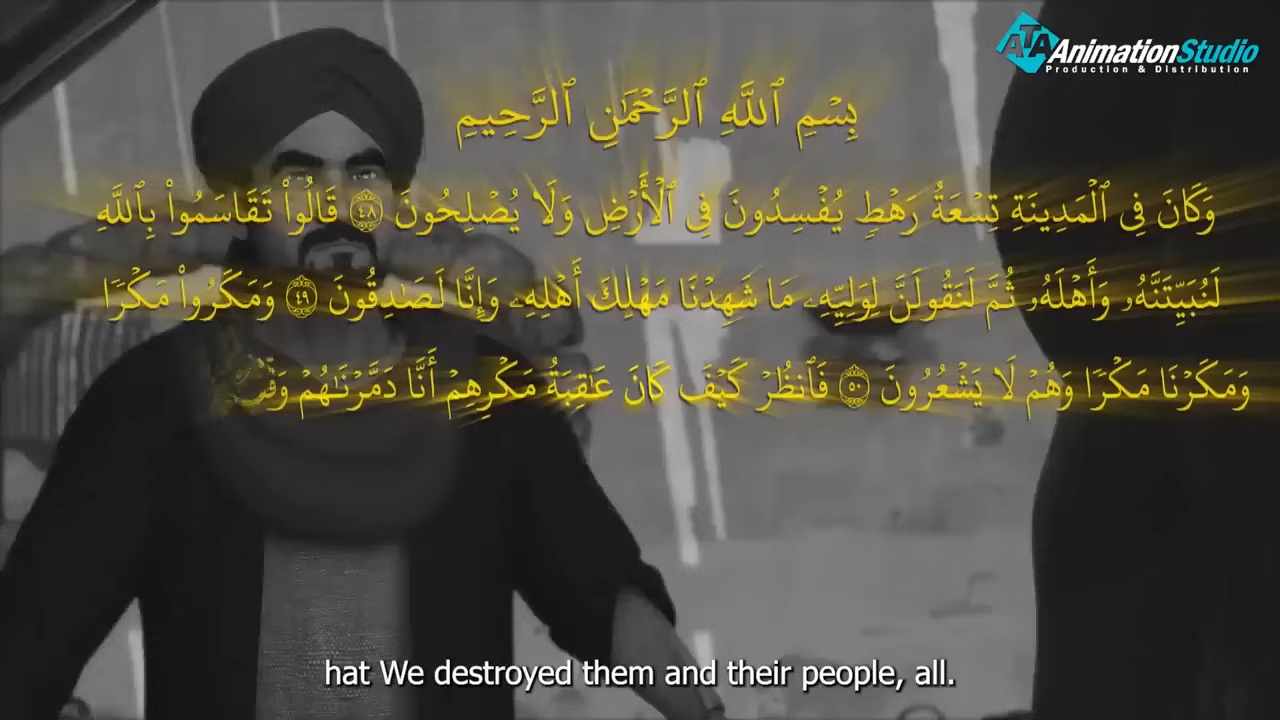 ATA AnimationStudio
Production & Distribution
بِسْمِ ٱللَّهِ ٱلرَّحْمَٰنِ ٱلرَّحِيمِ
وَكَانَ فِى ٱلْمَدِينَةِ تِسْعَةُ رَهْطٍ يُفْسِدُونَ فِى ٱلْأَرْضِ وَلَا يُصْلِحُونَ ٤٨ قَالُوا۟ تَقَاسَمُوا۟ بِٱللَّهِ
لَنُبَيِّتَنَّهُۥ وَأَهْلَهُۥ ثُمَّ لَنَقُولَنَّ لِوَلِيِّهِۦ مَا شَهِدْنَا مَهْلِكَ أَهْلِهِۦ وَإِنَّا لَصَٰدِقُونَ ٤٩ وَمَكَرُوا۟ مَكْرًا
وَمَكَرْنَا مَكْرًا وَهُمْ لَا يَشْعُرُونَ ٥٠ فَٱنظُرْ كَيْفَ كَانَ عَٰقِبَةُ مَكْرِهِمْ أَنَّا دَمَّرْنَٰهُمْ
hat We destroyed them and their people, all.